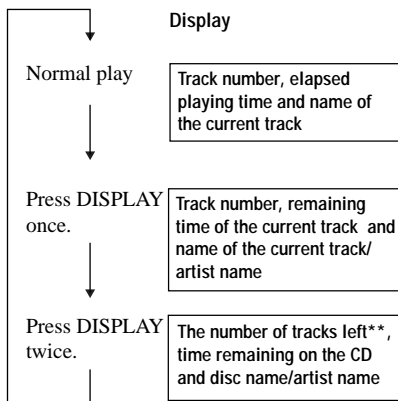 Display
Normal play
Track number, elapsed
playing time and name of
the current track
Press DISPLAY
once.
Track number, remaining
time of the current track and
name of the current track/
artist name
Press DISPLAY
twice.
The number of tracks left**,
time remaining on the CD
and disc name/artist name